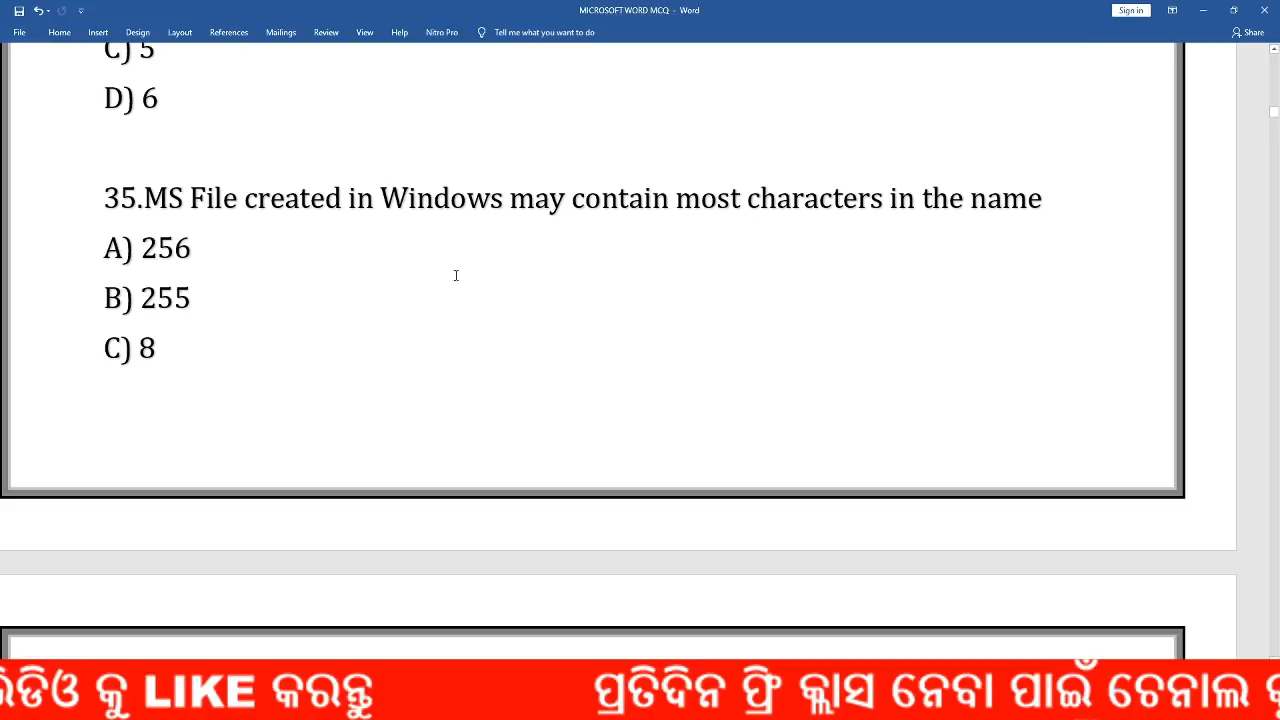 MICROSOFT WORD MCQ - Word
Sign in
File Home Insert Design Layout References Mailings Review View Help Nitro Pro Tell me what you want to do Share
C) 5
D) 6
35.MS File created in Windows may contain most characters in the name
A) 256
B) 255
C) 8
LIKE କରନ୍ତୁ ପ୍ରତିଦିନ ଫ୍ରି କ୍ଲାସ ନେବା ପାଇଁ ଚେନାଲ